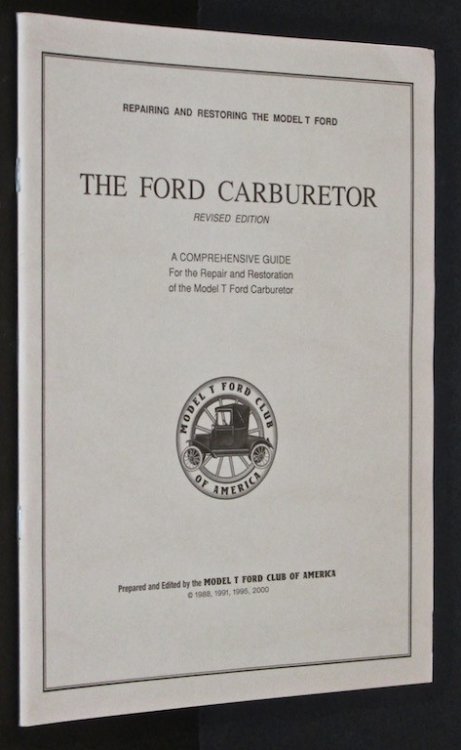 REPAIRING AND RESTORING THE MODEL T FORD
THE FORD CARBURETOR
REVISED EDITION
A COMPREHENSIVE GUIDE
For the Repair and Restoration
of the Model T Ford Carburetor
MODEL T FORD CLUB
OF AMERICA
Prepared and Edited by the MODEL T FORD CLUB OF AMERICA
© 1988, 1991, 1995, 2000